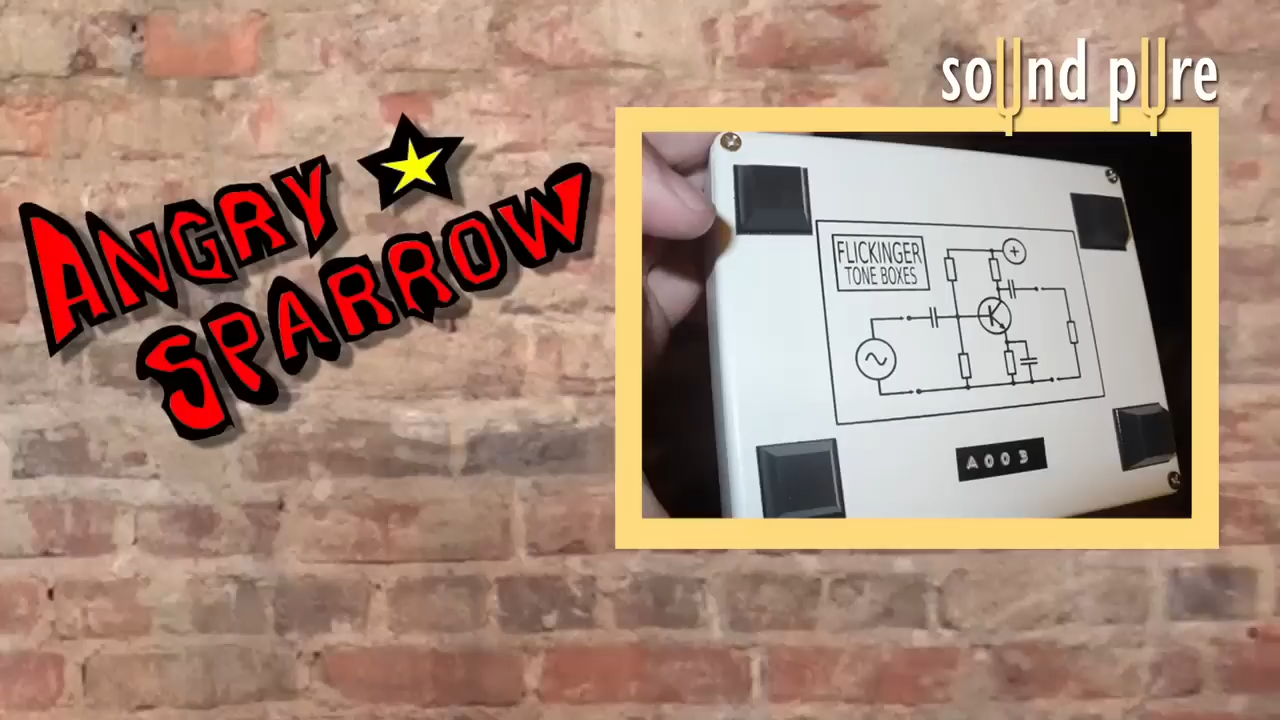 sound pure
ANGRY
SPARROW
FLICKINGER
TONE BOXES
A003